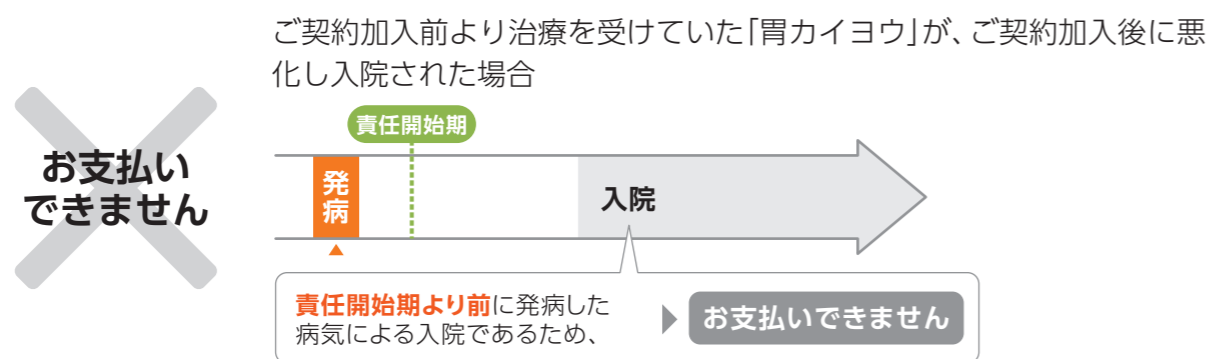 ご契約加入前より治療を受けていた「胃カイヨウ」が、ご契約加入後に悪
化し入院された場合
お支払い
できません
責任開始期
発病
入院
責任開始期より前に発病した
病気による入院であるため、
お支払いできません